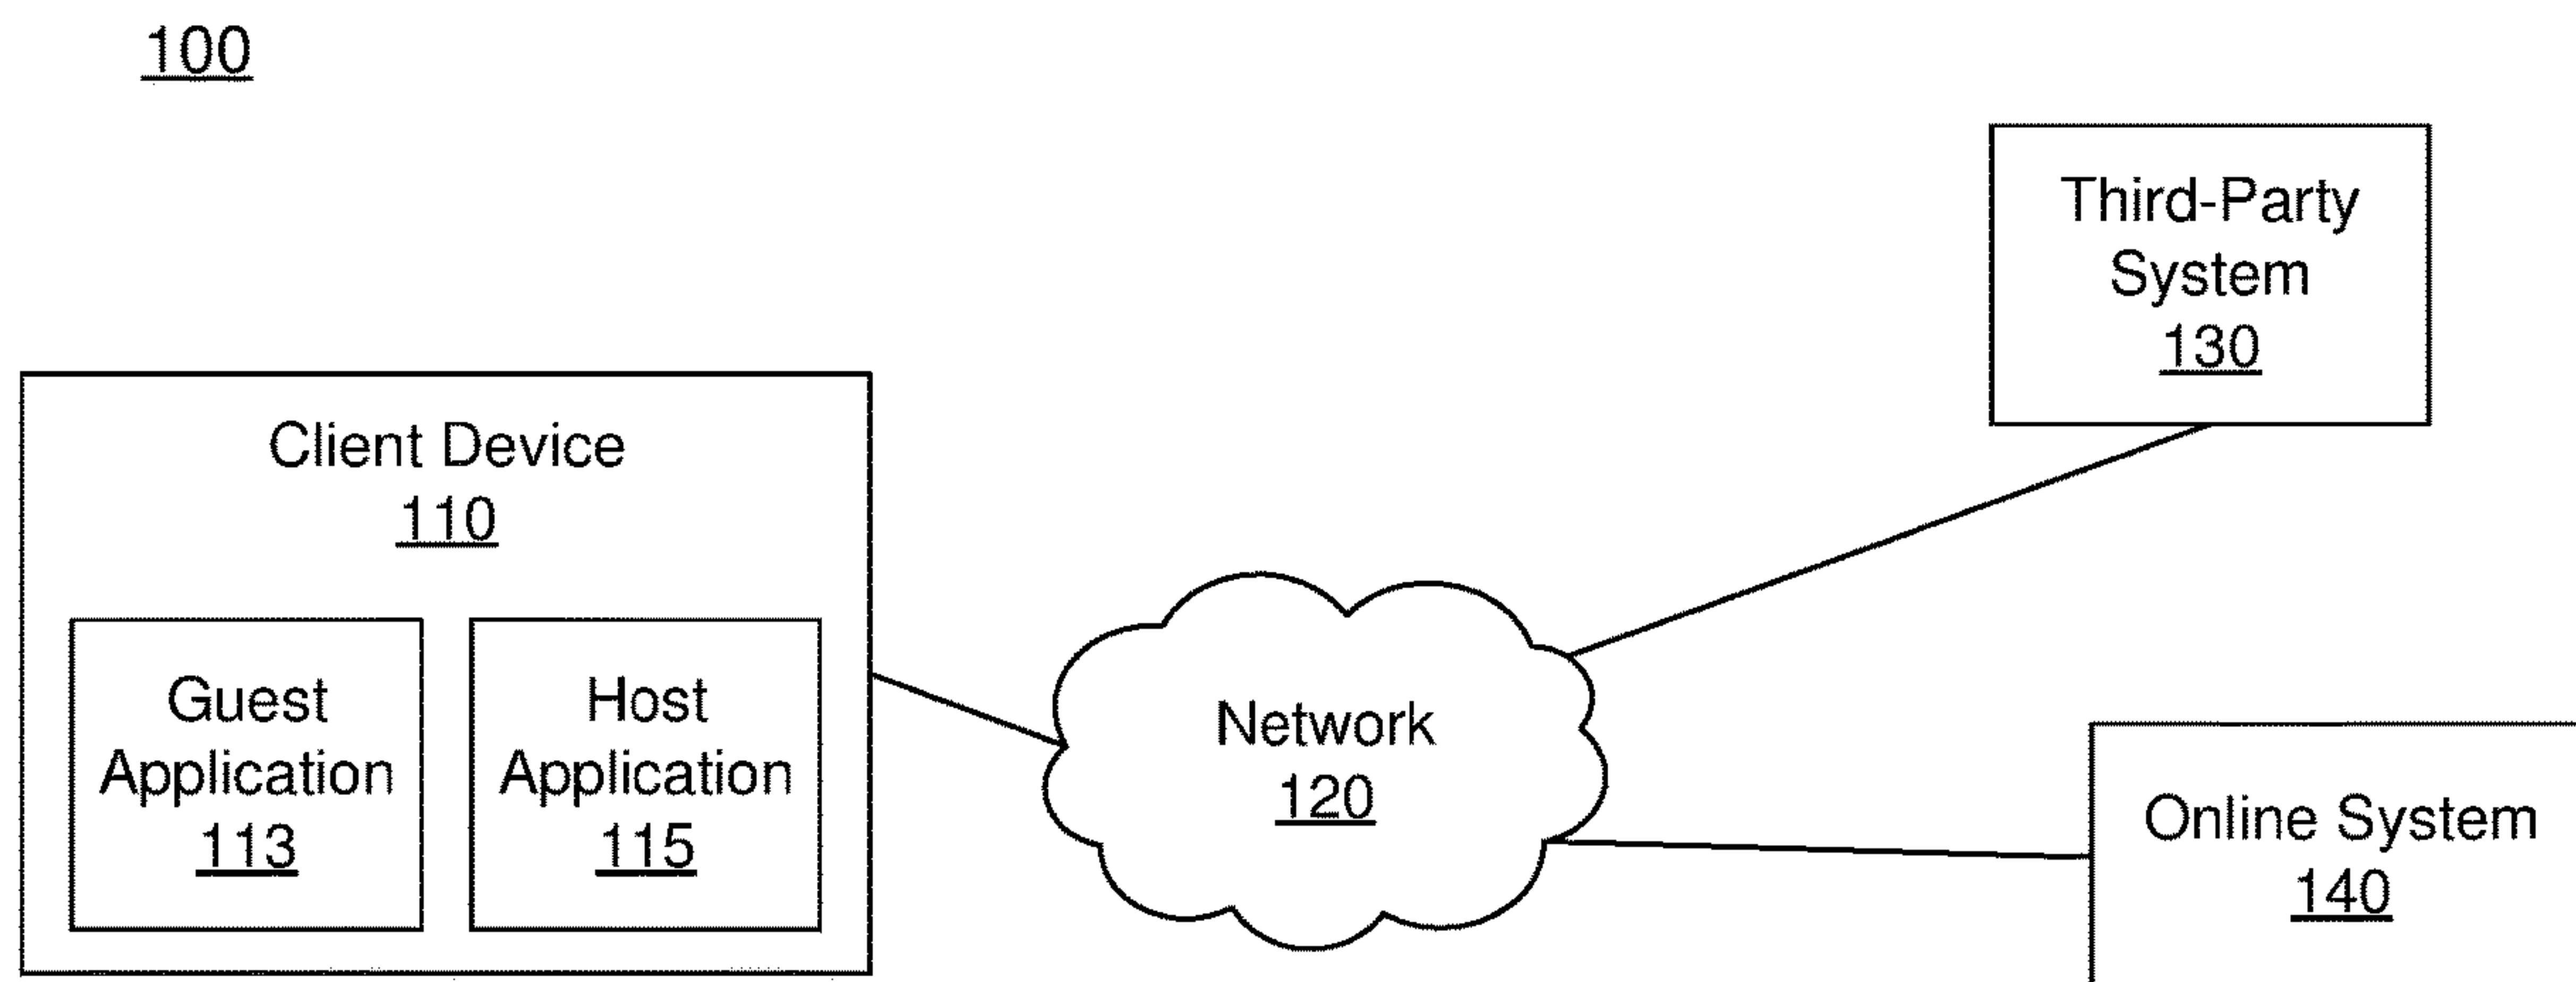 100
Third-Party
System
130
Client Device
110
Guest
Application
113
Host
Application
115
Network
120
Online System
140